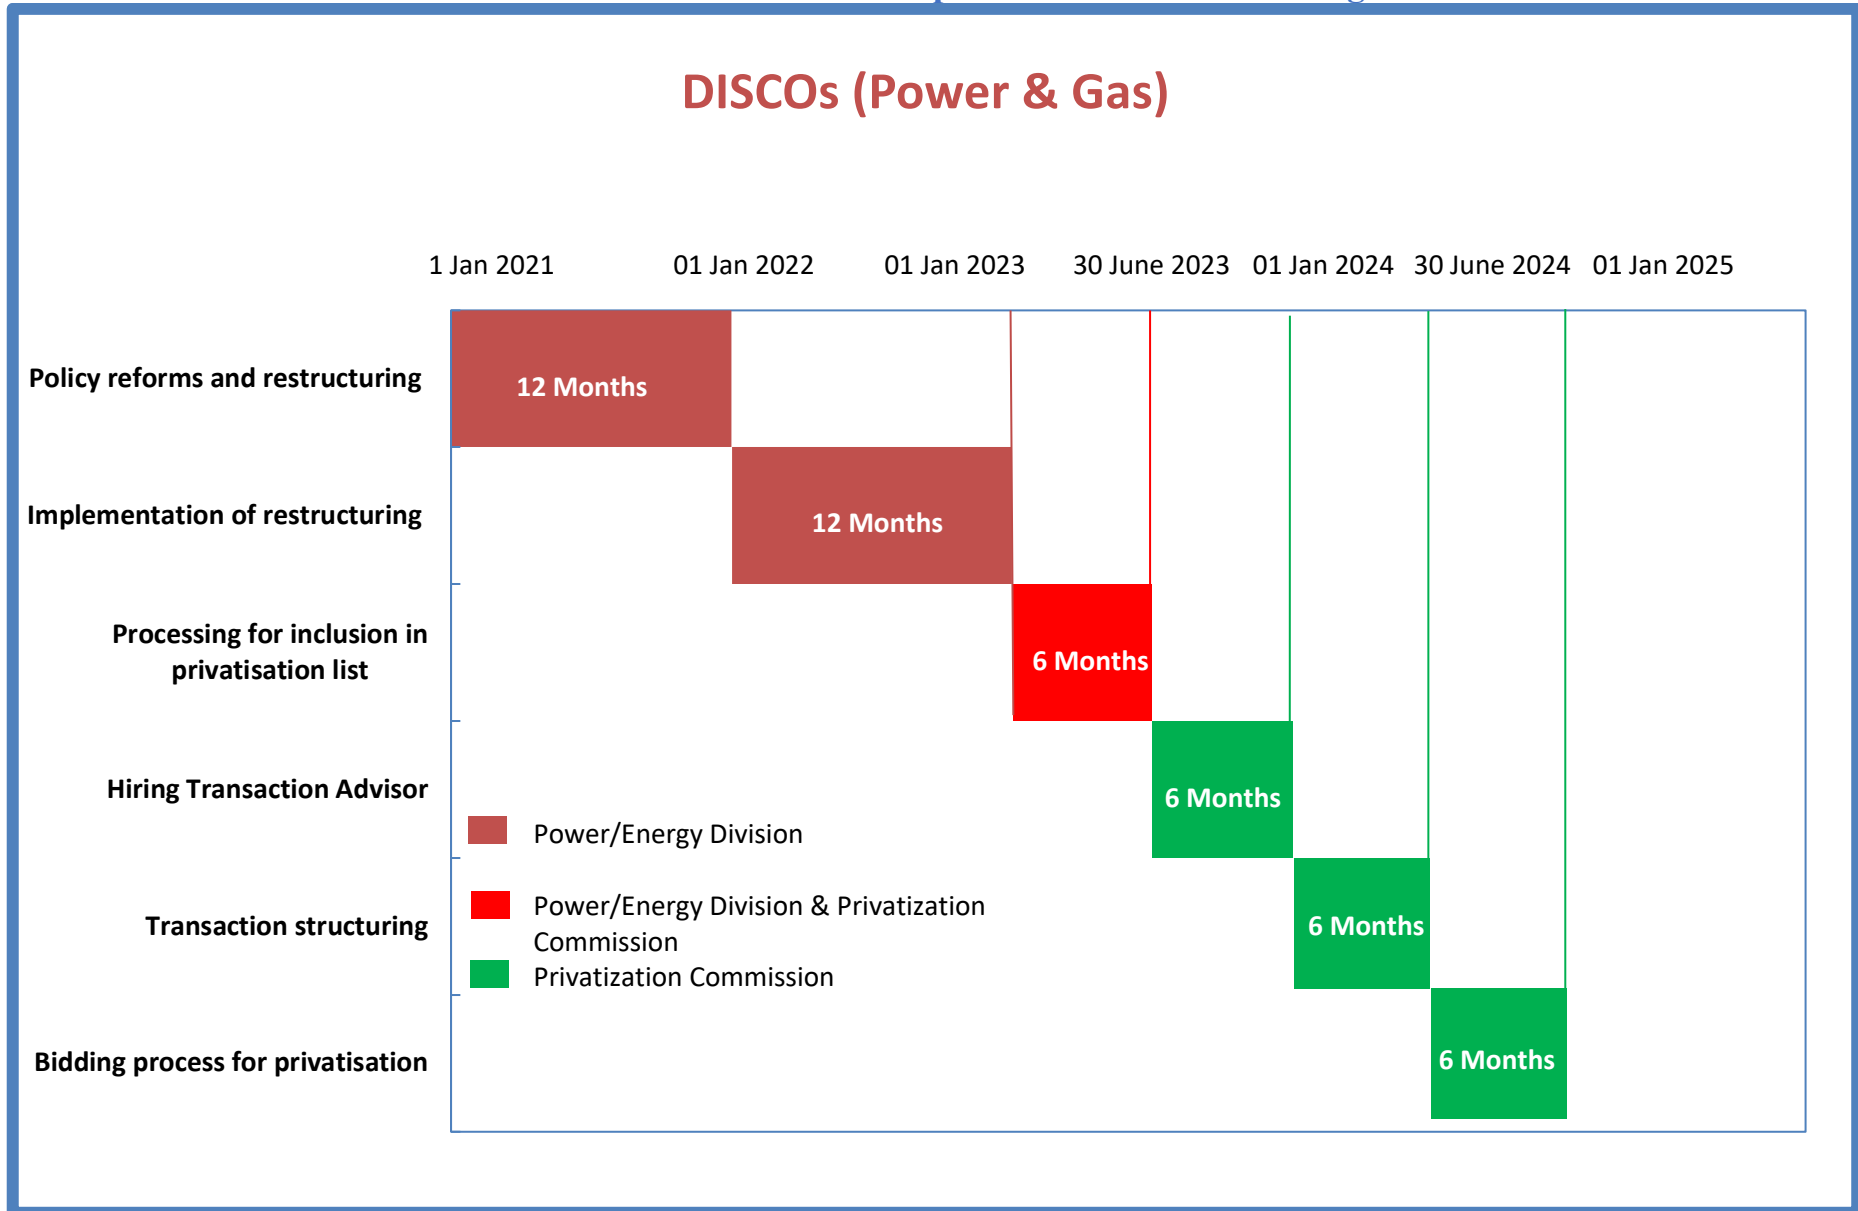 DISCOs (Power & Gas)
1 Jan 2021 01 Jan 2022 01 Jan 2023 30 June 2023 01 Jan 2024 30 June 2024 01 Jan 2025
Policy reforms and restructuring
12 Months
Implementation of restructuring
12 Months
Processing for inclusion in
privatisation list
6 Months
Hiring Transaction Advisor
6 Months
Power/Energy Division
Power/Energy Division & Privatization
Commission
Privatization Commission
Transaction structuring
6 Months
Bidding process for privatisation
6 Months